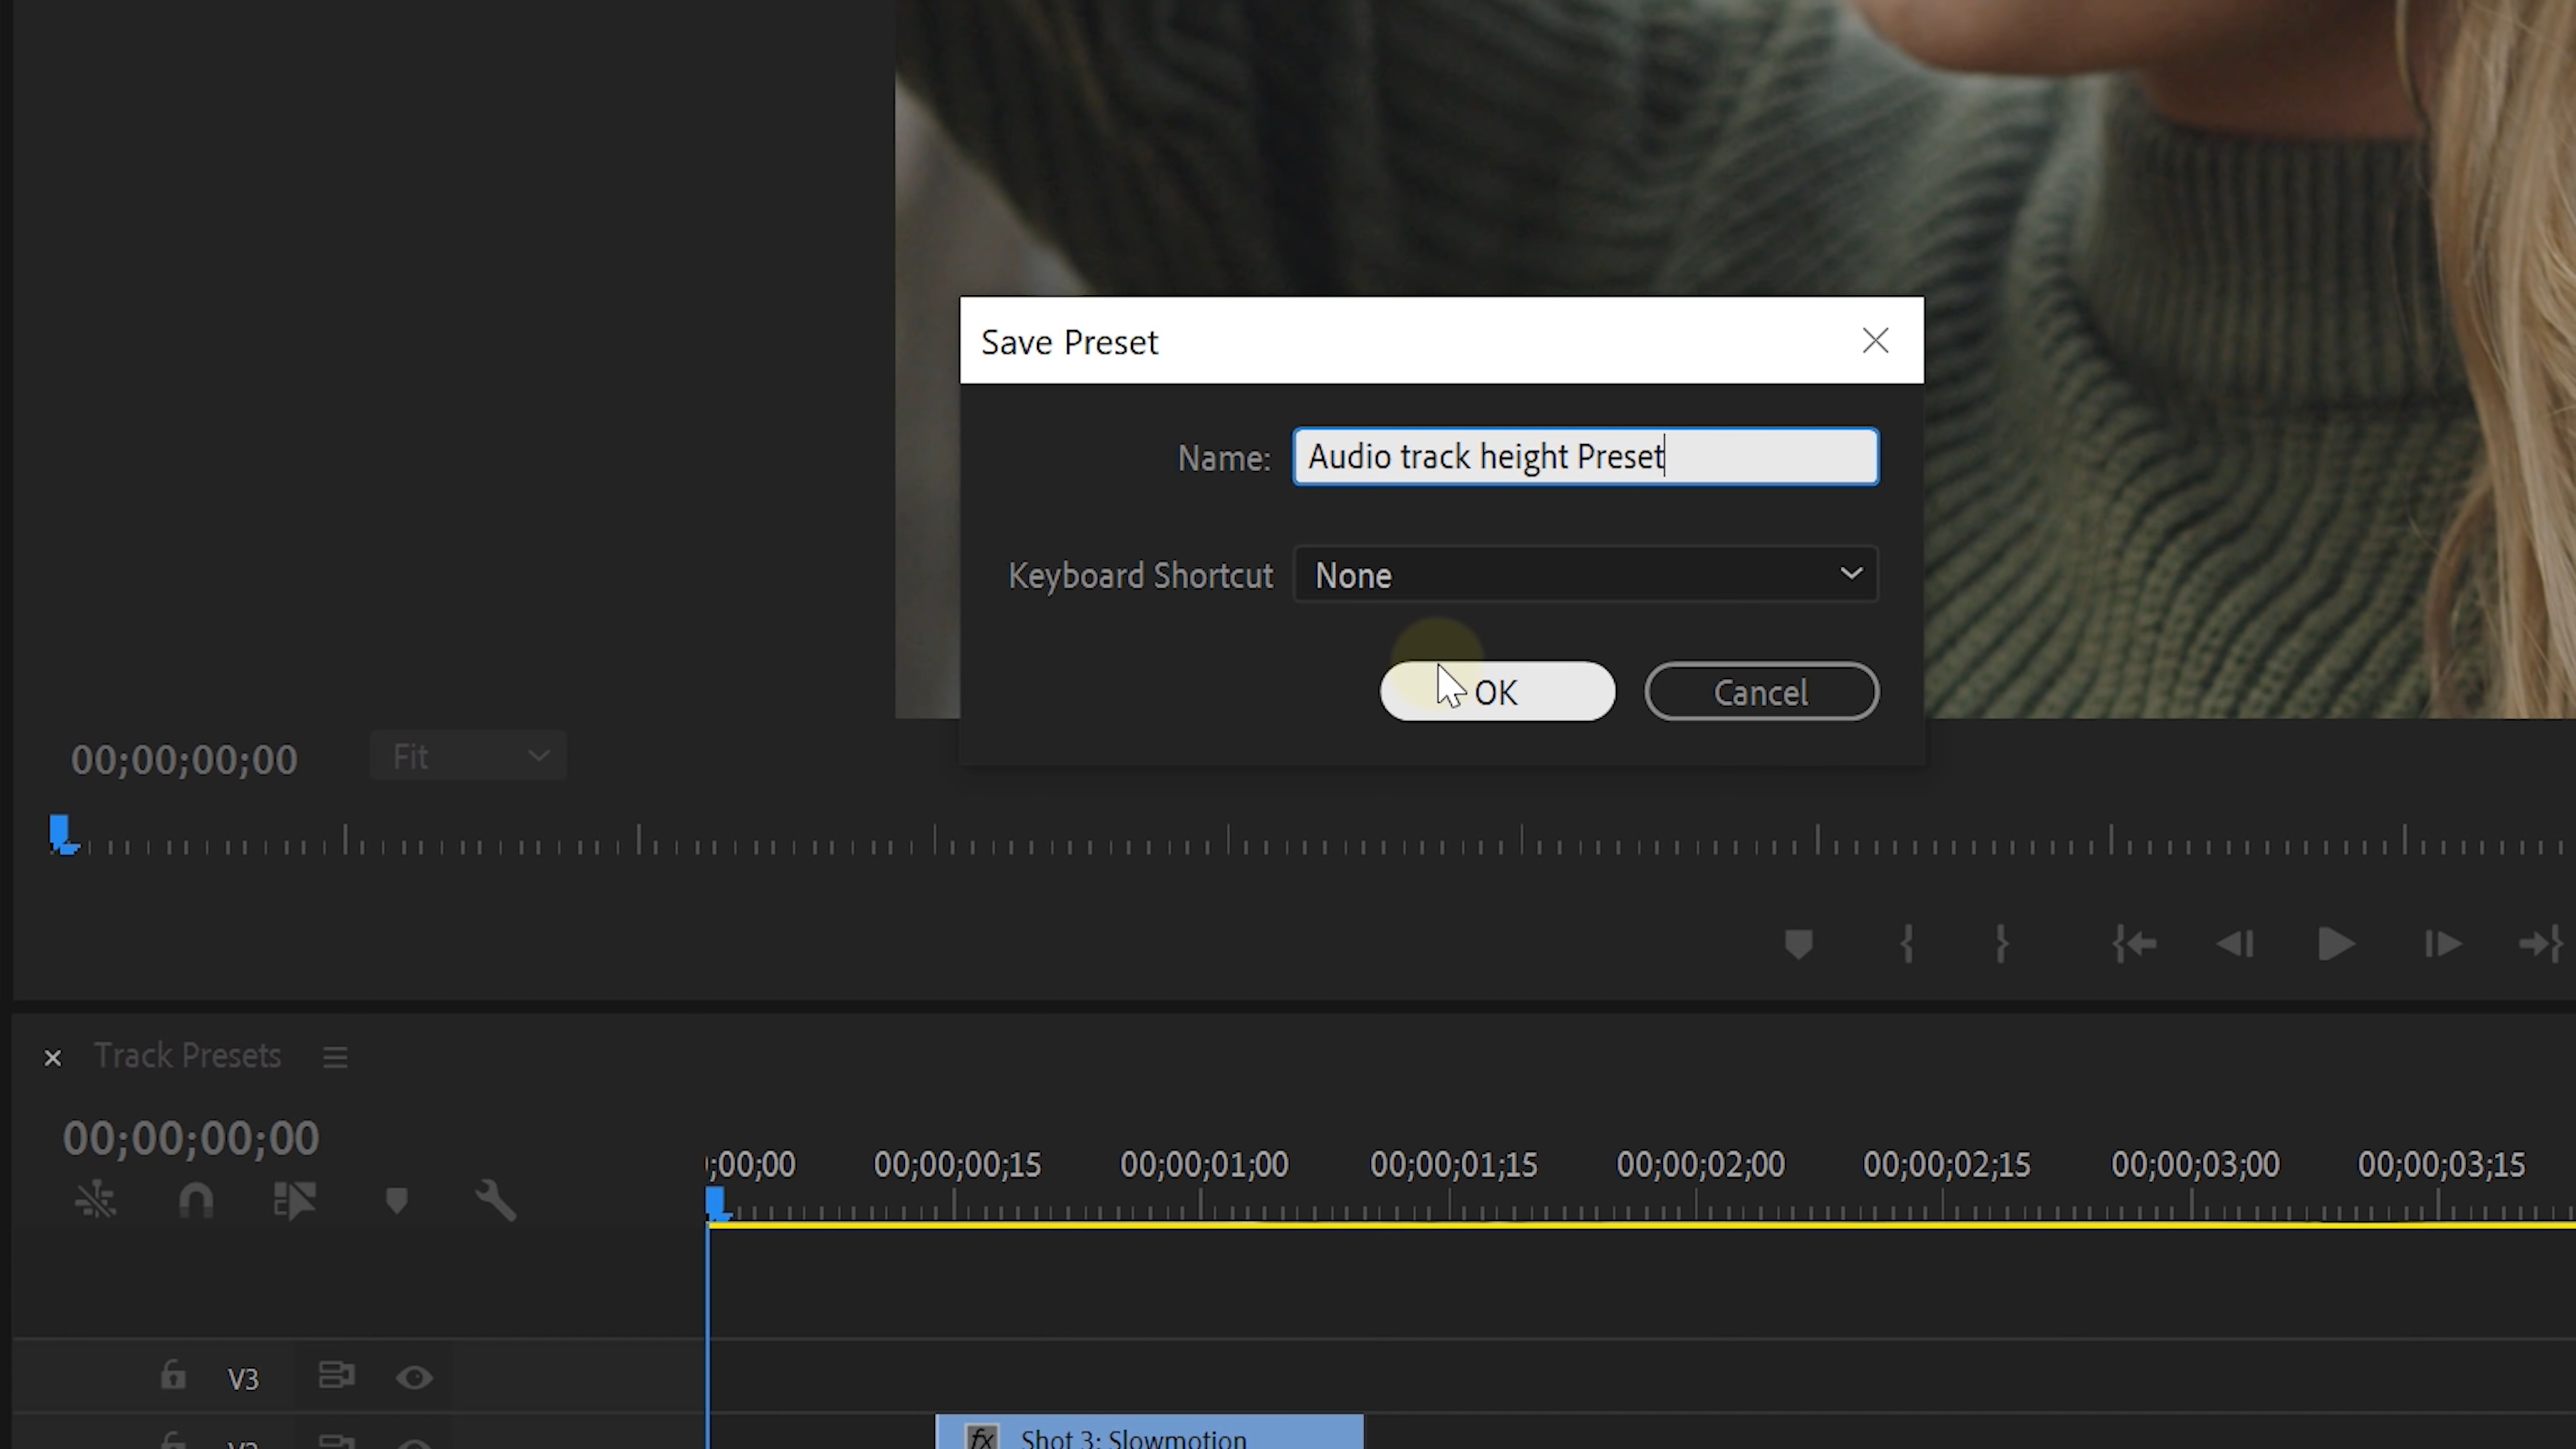 Save Preset
Name: Audio track height Preset
Keyboard Shortcut None
OK Cancel
00;00;00;00 Fit
Track Presets
00;00;00;00
;00;00 00;00;00;15 00;00;01;00 00;00;01;15 00;00;02;00 00;00;02;15 00;00;03;00 00;00;03;15
V3
V2
fx Shot 3: Slowmotion